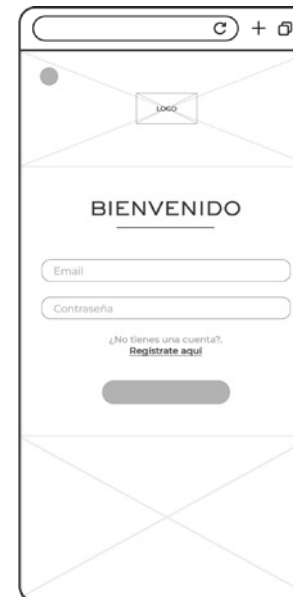 LOGO
BIENVENIDO
Email
Contraseña
¿No tienes una cuenta?.
Registrate aquí